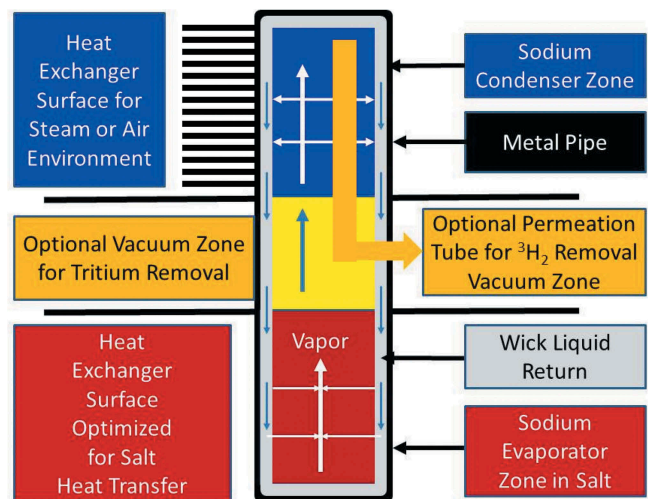 Heat
Exchanger
Surface for
Steam or Air
Environment
Sodium
Condenser Zone
Metal Pipe
Optional Vacuum Zone
for Tritium Removal
Optional Permeation
Tube for ³H₂ Removal
Vacuum Zone
Heat
Exchanger
Surface
Optimized
for Salt
Heat Transfer
Vapor
Wick Liquid
Return
Sodium
Evaporator
Zone in Salt